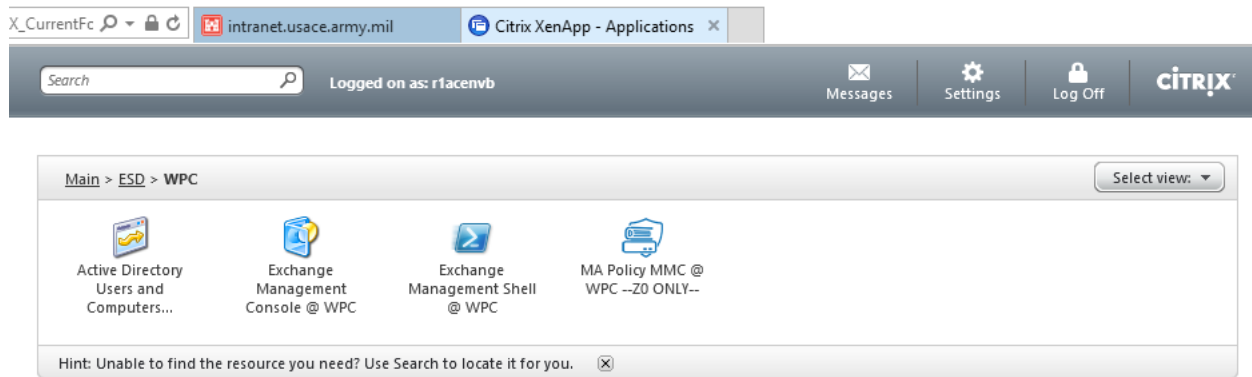 X_CurrentFc
intranet.usace.army.mil
Citrix XenApp - Applications
Search
Logged on as: r1acenvb
Messages
Settings
Log Off
CİTRIX
Main > ESD > WPC
Select view:
Active Directory
Users and
Computers...
Exchange
Management
Console @ WPC
Exchange
Management Shell
@ WPC
MA Policy MMC @
WPC --Z0 ONLY--
Hint: Unable to find the resource you need? Use Search to locate it for you.